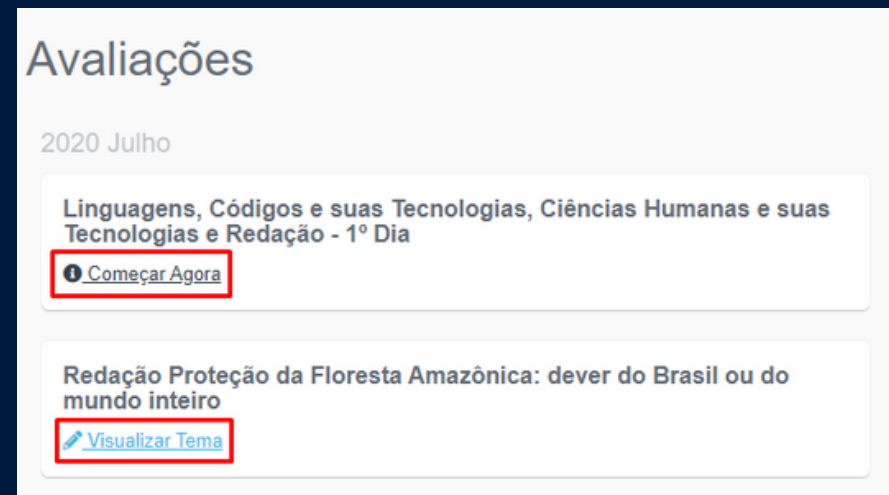 Avaliações
2020 Julho
Linguagens, Códigos e suas Tecnologias, Ciências Humanas e suas
Tecnologias e Redação - 1º Dia
Começar Agora
Redação Proteção da Floresta Amazônica: dever do Brasil ou do
mundo inteiro
Visualizar Tema